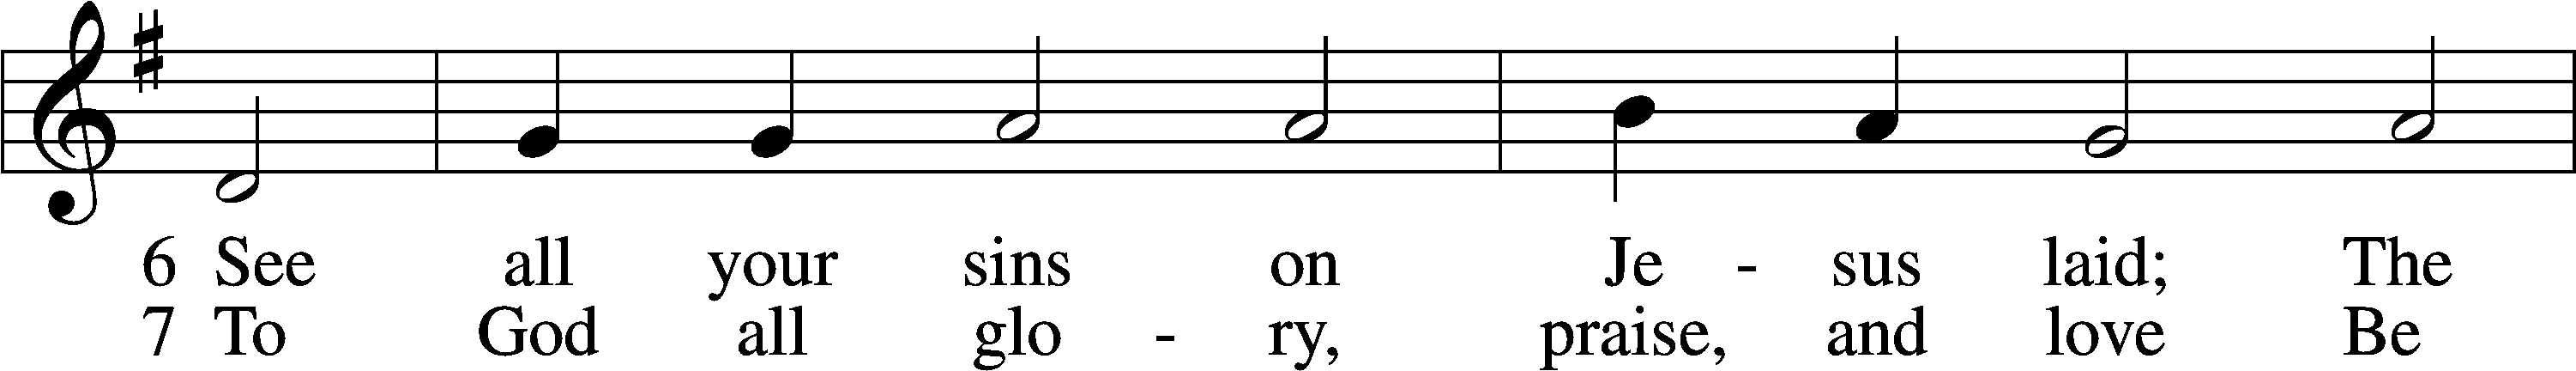 6 See all your sins on Je - sus laid; The
7 To God all glo - ry, praise, and love Be